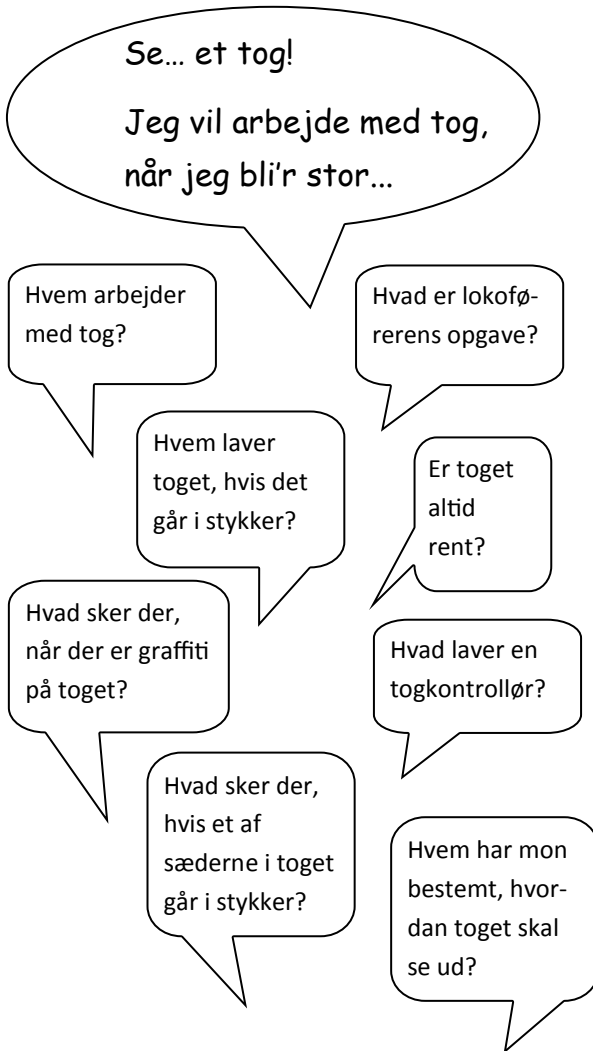 Se... et tog!
Jeg vil arbejde med tog,
når jeg bli'r stor...
Hvem arbejder
med tog?
Hvad er lokofø-
rerens opgave?
Hvem laver
toget, hvis det
går i stykker?
Er toget
altid
rent?
Hvad sker der,
når der er graffiti
på toget?
Hvad laver en
togkontrollør?
Hvad sker der,
hvis et af
sæderne i toget
går i stykker?
Hvem har mon
bestemt, hvor-
dan toget skal
se ud?